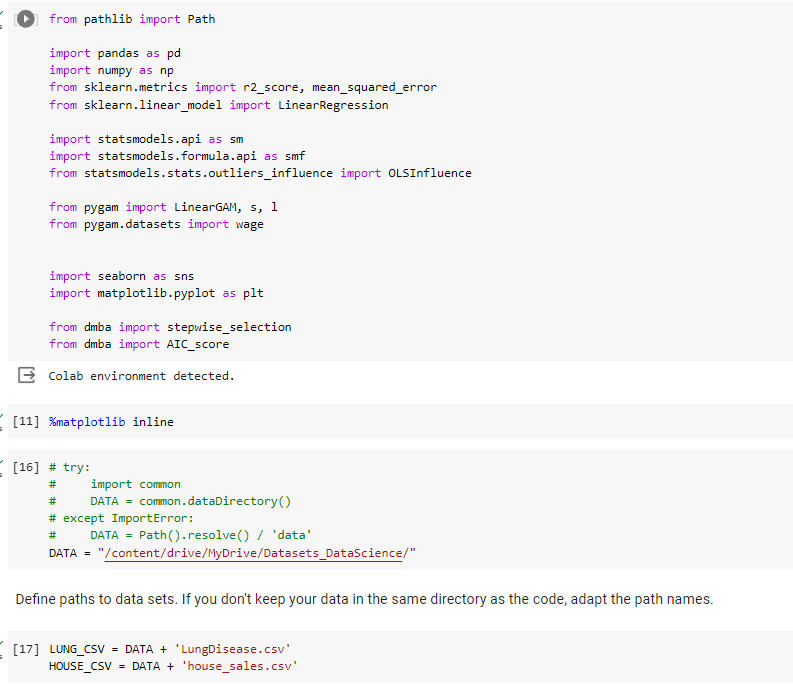 from pathlib import Path
import pandas as pd
import numpy as np
from sklearn.metrics import r2_score, mean_squared_error
from sklearn.linear_model import LinearRegression
import statsmodels.api as sm
import statsmodels.formula.api as smf
from statsmodels.stats.outliers_influence import OLSInfluence
from pygam import LinearGAM, s, l
from pygam.datasets import wage
import seaborn as sns
import matplotlib.pyplot as plt
from dmba import stepwise_selection
from dmba import AIC_score
Colab environment detected.
[11] %matplotlib inline
[16] # try:
#     import common
#     DATA = common.dataDirectory()
# except ImportError:
#     DATA = Path().resolve() / 'data'
DATA = "/content/drive/MyDrive/Datasets_DataScience/"
Define paths to data sets. If you don't keep your data in the same directory as the code, adapt the path names.
[17] LUNG_CSV = DATA + 'LungDisease.csv'
HOUSE_CSV = DATA + 'house_sales.csv'